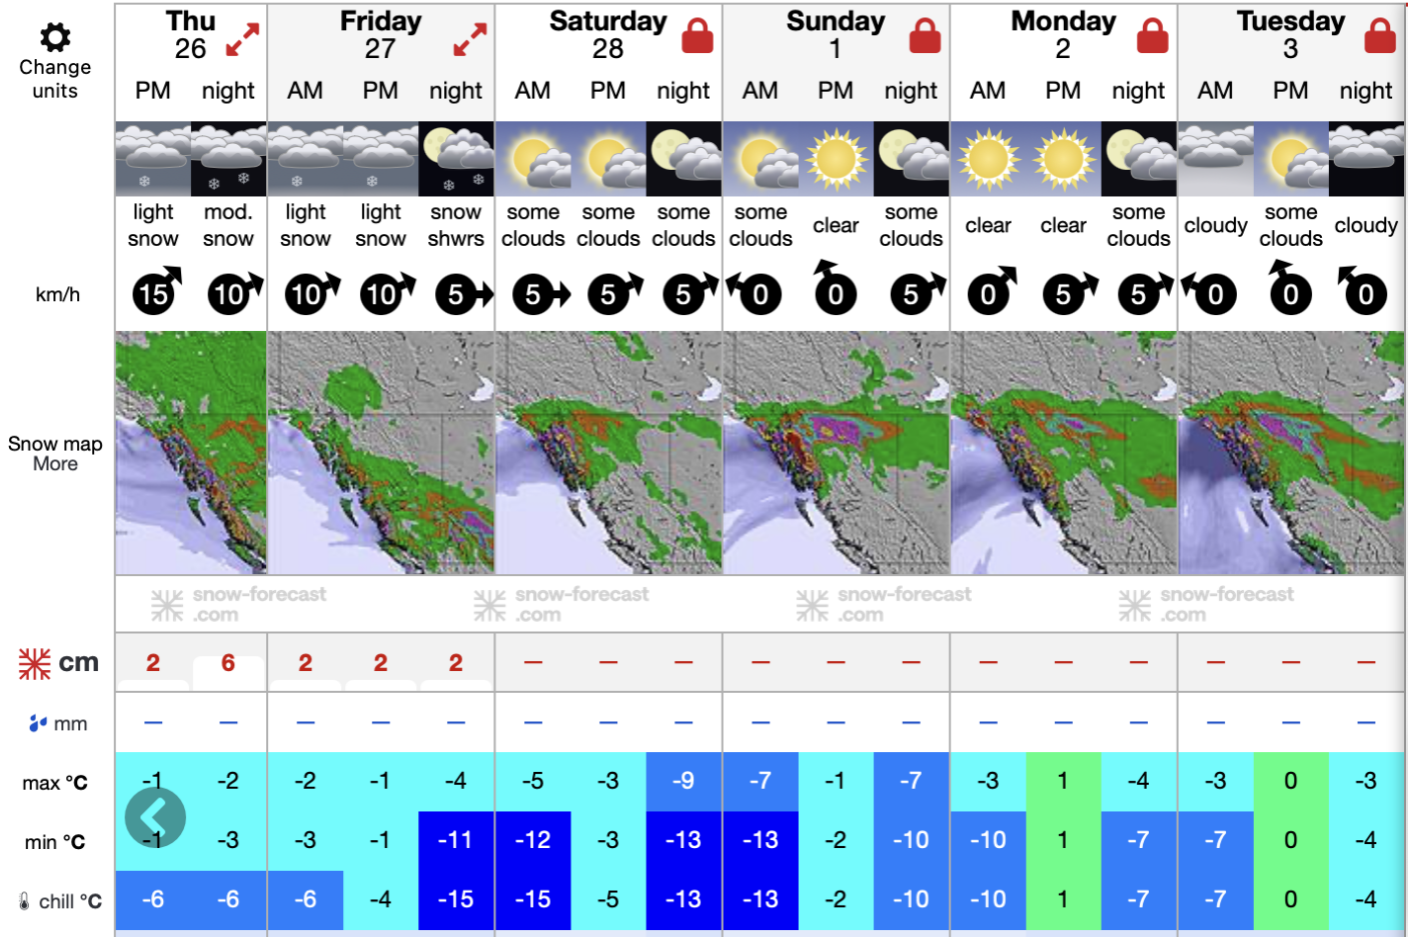 Thu Friday Saturday Sunday Monday Tuesday
26 27 28 1 2 3
Change
units
PM night AM PM night AM PM night AM PM night AM PM night AM PM night
light mod. light light snow some some some some clear some clear clear some cloudy some cloudy
snow snow snow snow shwrs clouds clouds clouds clouds clouds clouds clouds
km/h 15 10 10 10 5 5 5 5 0 0 5 0 5 5 0 0 0
Snow map
More
snow-forecast snow-forecast snow-forecast snow-forecast
.com .com .com .com
cm 2 6 2 2 2 — — — — — — — — — — — —
mm — — — — — — — — — — — — — — — — —
max °C -1 -2 -2 -1 -4 -5 -3 -9 -7 -1 -7 -3 1 -4 -3 0 -3
min °C -1 -3 -3 -1 -11 -12 -3 -13 -13 -2 -10 -10 1 -7 -7 0 -4
chill °C -6 -6 -6 -4 -15 -15 -5 -13 -13 -2 -10 -10 1 -7 -7 0 -4